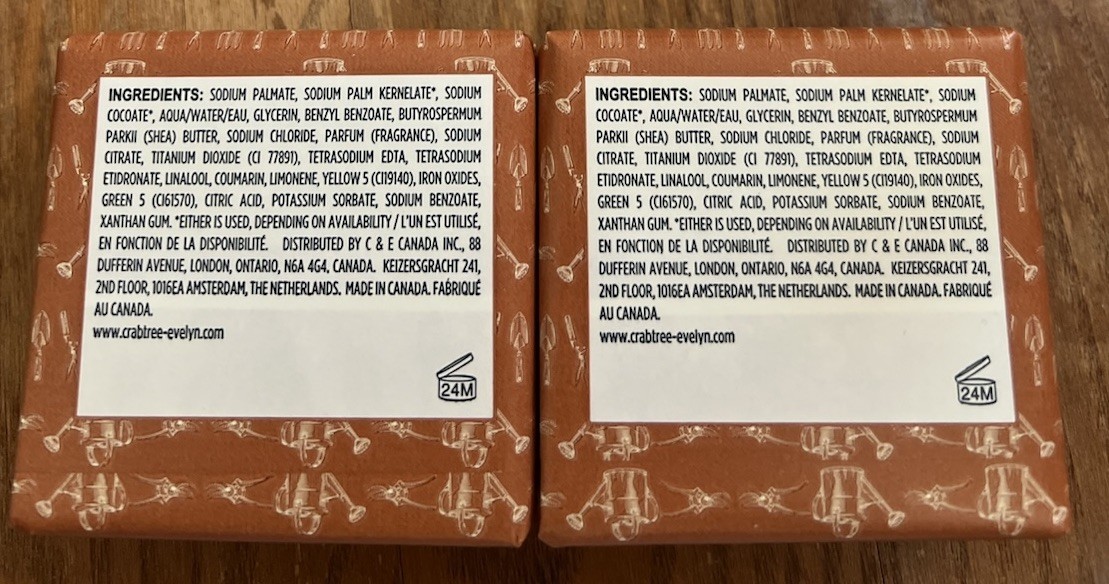 INGREDIENTS: SODIUM PALMATE, SODIUM PALM KERNELATE*, SODIUM
COCOATE*, AQUA/WATER/EAU, GLYCERIN, BENZYL BENZOATE, BUTYROSPERMUM
PARKII (SHEA) BUTTER, SODIUM CHLORIDE, PARFUM (FRAGRANCE), SODIUM
CITRATE, TITANIUM DIOXIDE (CI 77891), TETRASODIUM EDTA, TETRASODIUM
ETIDRONATE, LINALOOL, COUMARIN, LIMONENE, YELLOW 5 (CI19140), IRON OXIDES,
GREEN 5 (CI61570), CITRIC ACID, POTASSIUM SORBATE, SODIUM BENZOATE,
XANTHAN GUM. *EITHER IS USED, DEPENDING ON AVAILABILITY / L'UN EST UTILISÉ,
EN FONCTION DE LA DISPONIBILITÉ. DISTRIBUTED BY C & E CANADA INC., 88
DUFFERIN AVENUE, LONDON, ONTARIO, N6A 4G4, CANADA. KEIZERSGRACHT 241,
2ND FLOOR, 1016EA AMSTERDAM, THE NETHERLANDS. MADE IN CANADA. FABRIQUÉ
AU CANADA.
www.crabtree-evelyn.com
24M
INGREDIENTS: SODIUM PALMATE, SODIUM PALM KERNELATE*, SODIUM
COCOATE*, AQUA/WATER/EAU, GLYCERIN, BENZYL BENZOATE, BUTYROSPERMUM
PARKII (SHEA) BUTTER, SODIUM CHLORIDE, PARFUM (FRAGRANCE), SODIUM
CITRATE, TITANIUM DIOXIDE (CI 77891), TETRASODIUM EDTA, TETRASODIUM
ETIDRONATE, LINALOOL, COUMARIN, LIMONENE, YELLOW 5 (CI19140), IRON OXIDES,
GREEN 5 (CI61570), CITRIC ACID, POTASSIUM SORBATE, SODIUM BENZOATE,
XANTHAN GUM. *EITHER IS USED, DEPENDING ON AVAILABILITY / L'UN EST UTILISÉ,
EN FONCTION DE LA DISPONIBILITÉ. DISTRIBUTED BY C & E CANADA INC., 88
DUFFERIN AVENUE, LONDON, ONTARIO, N6A 4G4, CANADA. KEIZERSGRACHT 241,
2ND FLOOR, 1016EA AMSTERDAM, THE NETHERLANDS. MADE IN CANADA. FABRIQUÉ
AU CANADA.
www.crabtree-evelyn.com
24M